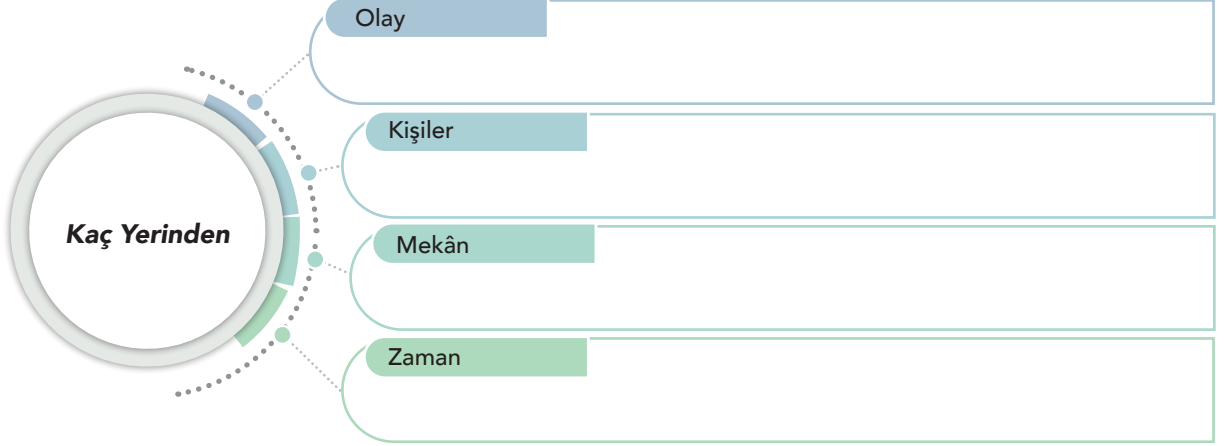 Olay
Kişiler
Kaç Yerinden
Mekân
Zaman